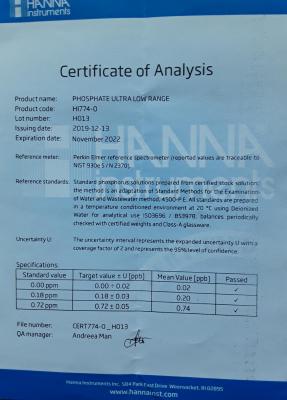 HANNA
instruments
Certificate of Analysis
Product name: PHOSPHATE ULTRA LOW RANGE
Product code: HI774-0
Lot number: H013
Issuing date: 2019-12-13
Expiration date: November 2022
Reference meter: Perkin Elmer reference spectrometer (reported values are traceable to
NIST 930e S/N 2370).
Reference standards: Standard phosphorus solutions prepared from certified stock solution;
the method is an adaptation of Standard Methods for the Examination
of Water and Wastewater method, 4500-P E. All standards are prepared
in a temperature conditioned environment at 20 °C using Deionized
Water for analytical use ISO3696 / BS3978, balances periodically
checked with certified weights and Class-A glassware.
Uncertainty U: The uncertainty interval represents the expanded uncertainty U with a
coverage factor of 2 and represents the 95% level of confidence.
Specifications:
Standard value Target value ± U [ppb] Mean Value [ppb] Passed
0.00 ppm 0.00 ± 0.02 0.02 ✓
0.18 ppm 0.18 ± 0.03 0.20 ✓
0.72 ppm 0.72 ± 0.05 0.74 ✓
File number: CERT774-0_H013
QA manager: Andreea Man
Hanna Instruments Inc. 584 Park East Drive Woonsocket, RI 02895
www.hannainst.com